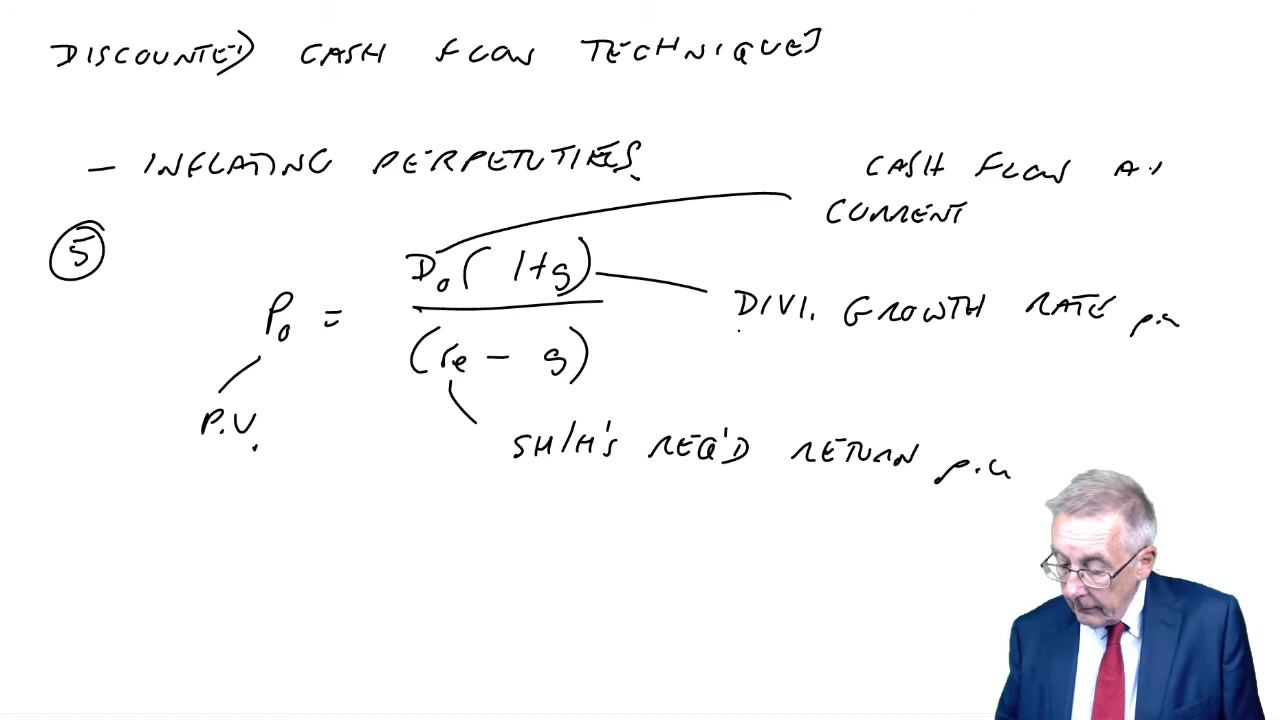 DISCOUNTED CASH FLOW TECHNIQUES
- INFLATING PERPETUTIES.
CASH FLOW AT
CURRENT
5
P₀ = D₀(1+g) / (re - g)
DIVI. GROWTH RATE p.a
P.V.
SH/H'S REQ'D RETURN p.a